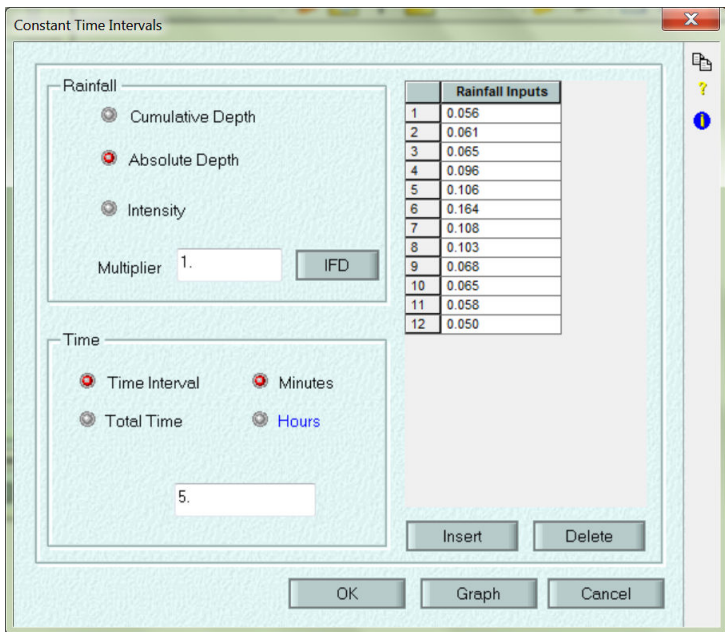 Constant Time Intervals
Rainfall
Cumulative Depth
Absolute Depth
Intensity
Multiplier 1. IFD
Time
Time Interval Minutes
Total Time Hours
5.
Rainfall Inputs
1 0.056
2 0.061
3 0.065
4 0.096
5 0.106
6 0.164
7 0.108
8 0.103
9 0.068
10 0.065
11 0.058
12 0.050
Insert Delete
OK Graph Cancel